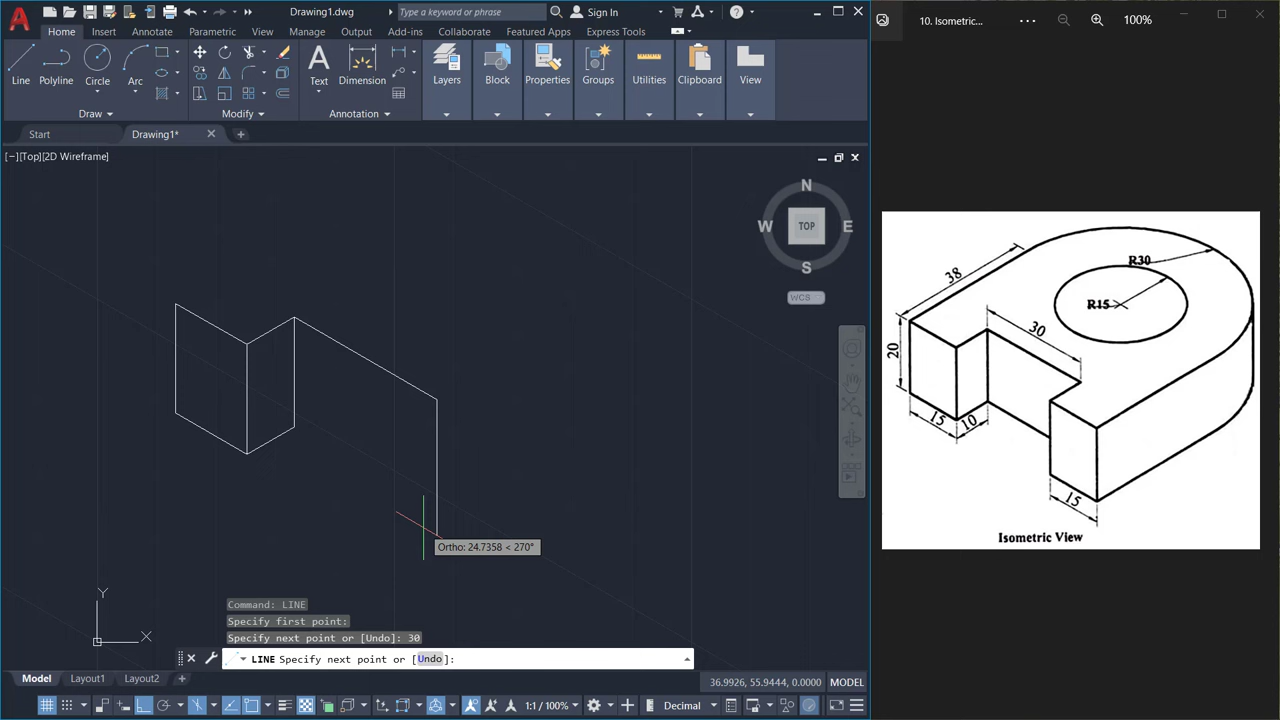 A Drawing1.dwg Type a keyword or phrase Sign In ?
Home Insert Annotate Parametric View Manage Output Add-ins Collaborate Featured Apps Express Tools
Line Polyline Circle Arc Text Dimension Layers Block Properties Groups Utilities Clipboard View
Draw Modify Annotation
Start Drawing1*
[−][Top][2D Wireframe]
N
W TOP E
S
WCS
Ortho: 24.7358 < 270°
Y
X
Command: LINE
Specify first point:
Specify next point or [Undo]: 30
LINE Specify next point or [Undo]:
Model Layout1 Layout2 +
36.9926, 55.9444, 0.0000 MODEL
1:1 / 100% Decimal
10. Isometric... 100%
38
R30
R15
30
20
15
10
15
Isometric View